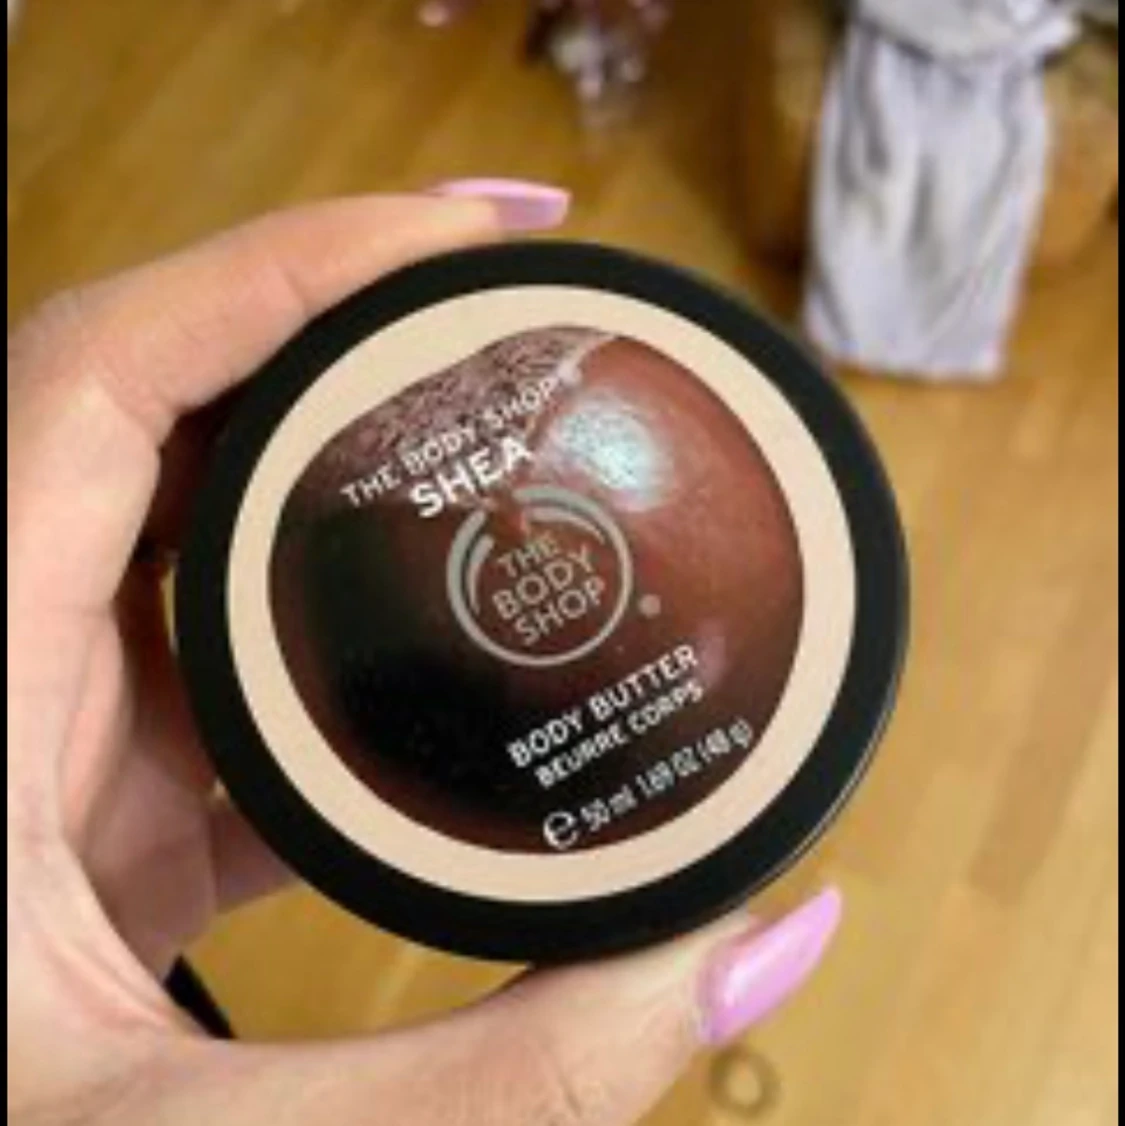 THE BODY SHOP®
SHEA
THE
BODY
SHOP
®
BODY BUTTER
BEURRE CORPS
℮ 50 ml 1.69 OZ (48 g)